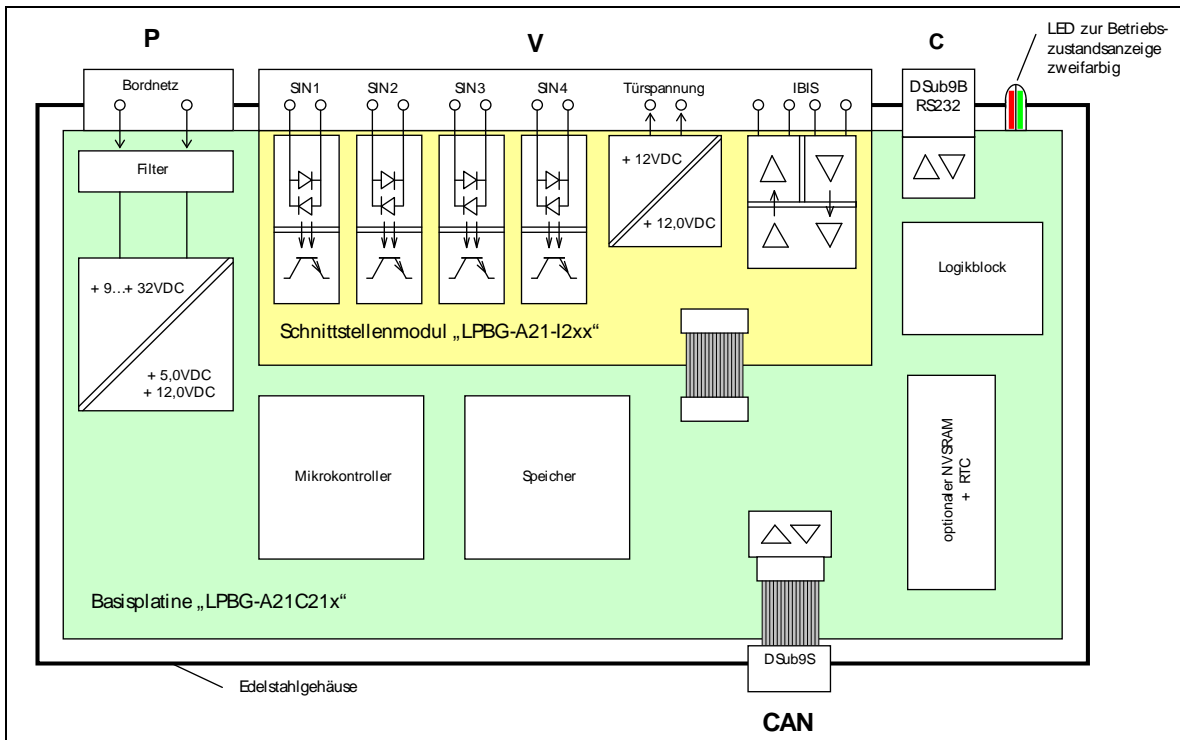 P
V
C
LED zur Betriebs-
zustandsanzeige
zweifarbig
Bordnetz
SIN1
SIN2
SIN3
SIN4
Türspannung
IBIS
DSub9B
RS232
Filter
+ 12VDC
+ 12,0VDC
+ 9...+ 32VDC
+ 5,0VDC
+ 12,0VDC
Logikblock
Schnittstellenmodul „LPBG-A21-I2xx“
Mikrokontroller
Speicher
optionaler NVSRAM
+ RTC
Basisplatine „LPBG-A21C21x“
DSub9S
Edelstahlgehäuse
CAN